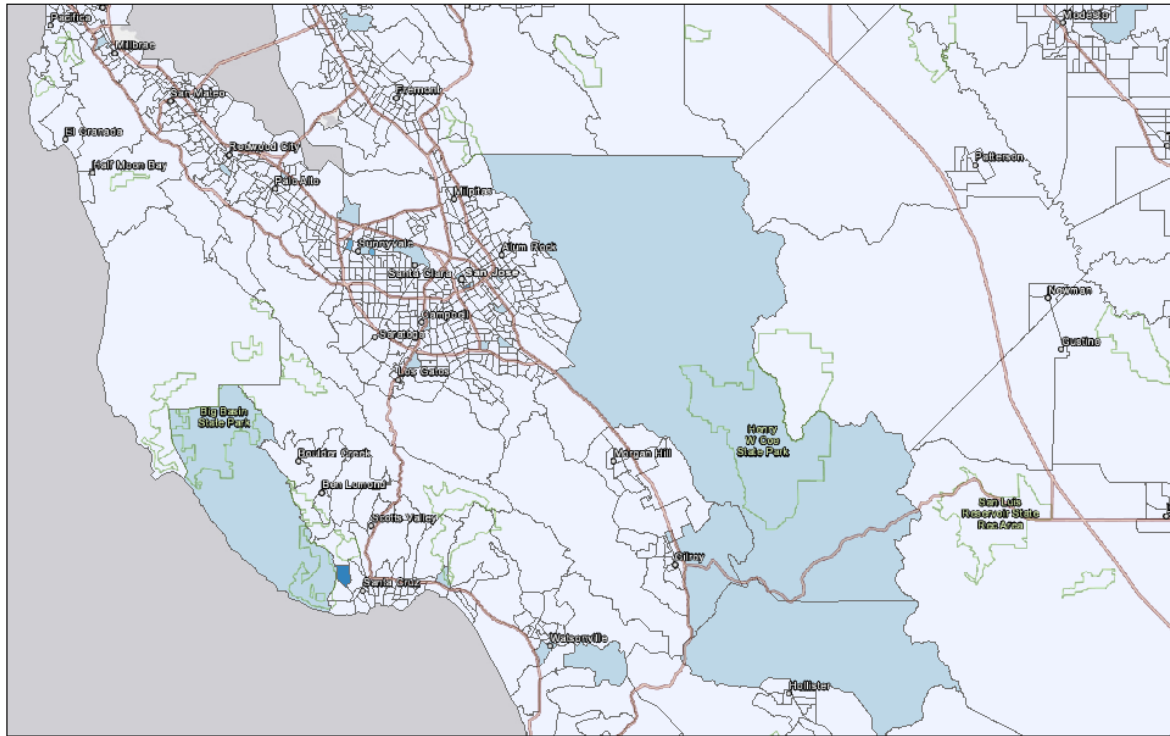 Pacifica
Millbrae
San Mateo
Fremont
Modesto
El Granada
Redwood City
Half Moon Bay
Palo Alto
Patterson
Milpitas
Sunnyvale
Alum Rock
Santa Clara
San Jose
Newman
Campbell
Saratoga
Gustine
Los Gatos
Big Basin
State Park
Henry
W Coe
State Park
Boulder Creek
Morgan Hill
Ben Lomond
San Luis
Reservoir State
Rec Area
Scotts Valley
Gilroy
Santa Cruz
Watsonville
Hollister